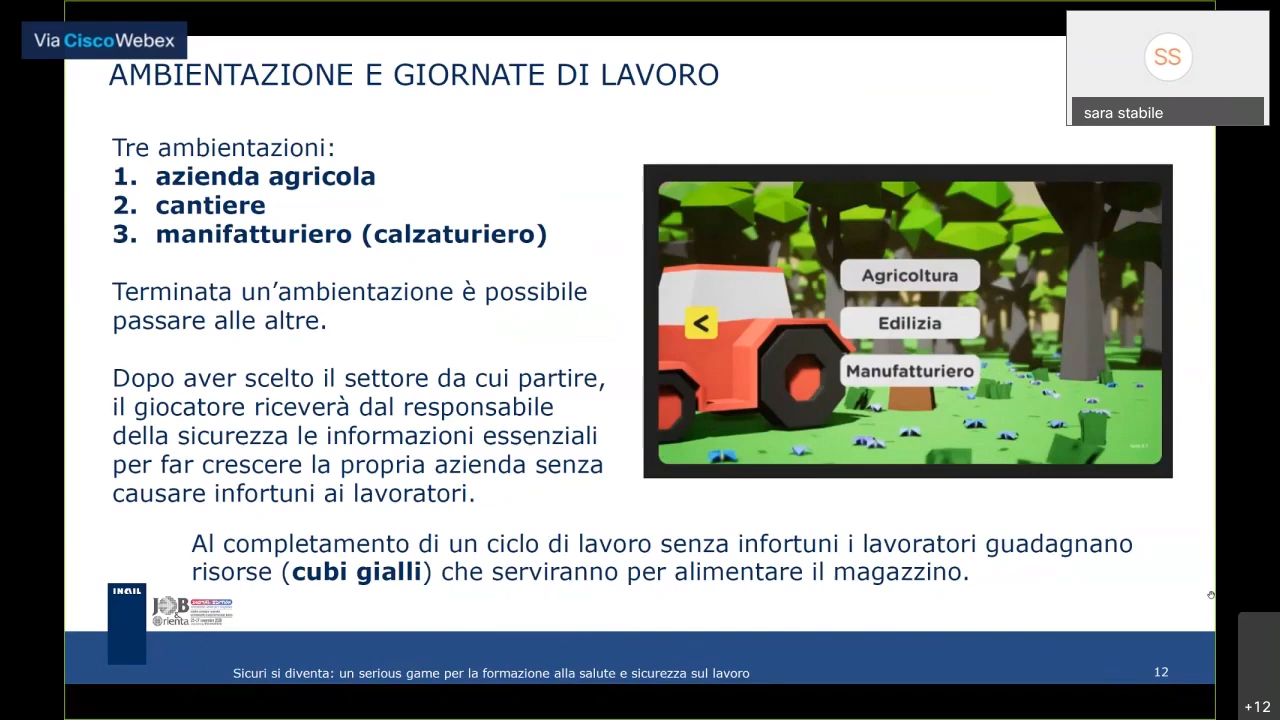 Via Cisco Webex
SS
sara stabile
AMBIENTAZIONE E GIORNATE DI LAVORO
Tre ambientazioni:
1. azienda agricola
2. cantiere
3. manifatturiero (calzaturiero)
Terminata un’ambientazione è possibile
passare alle altre.
Dopo aver scelto il settore da cui partire,
il giocatore riceverà dal responsabile
della sicurezza le informazioni essenziali
per far crescere la propria azienda senza
causare infortuni ai lavoratori.
Agricoltura
<
Edilizia
Manufatturiero
Al completamento di un ciclo di lavoro senza infortuni i lavoratori guadagnano
risorse (cubi gialli) che serviranno per alimentare il magazzino.
INAIL
JOB
& Orienta
Sicuri si diventa: un serious game per la formazione alla salute e sicurezza sul lavoro
12
+12